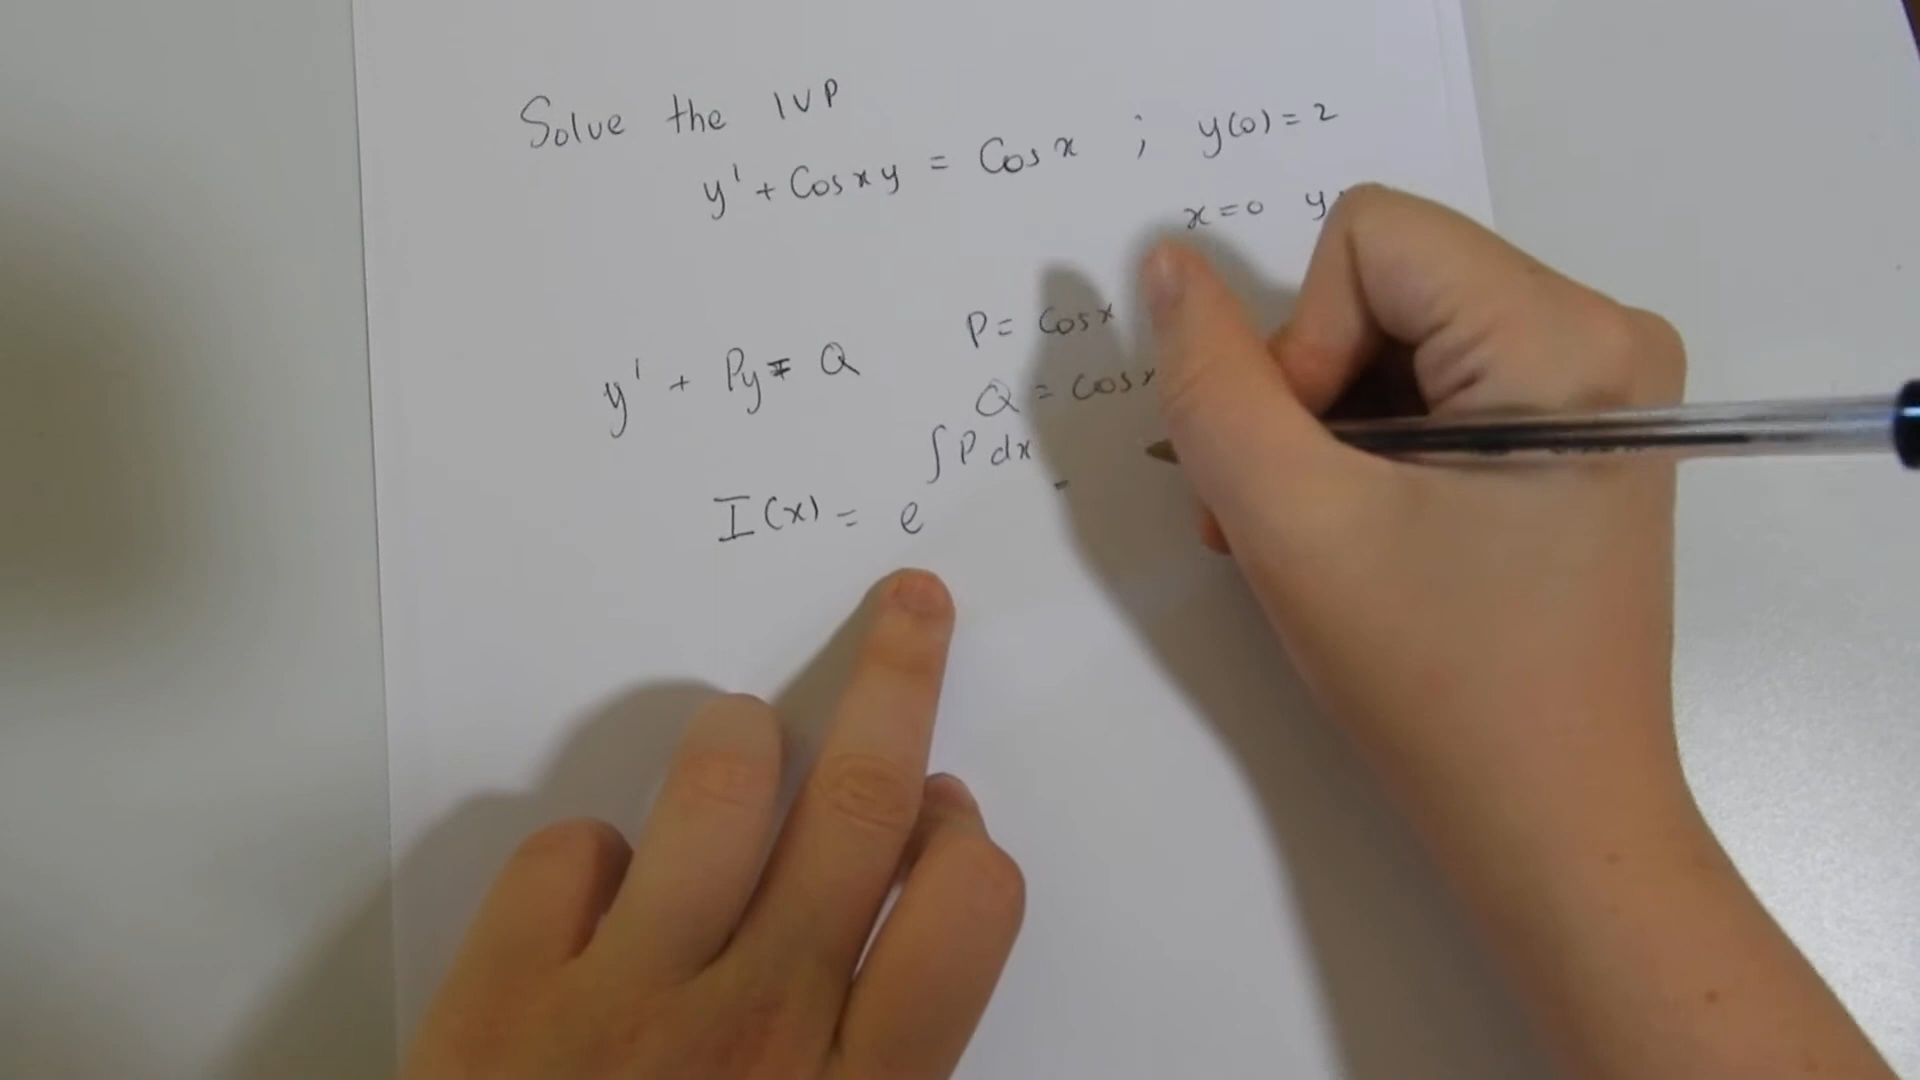 Solve the IVP
y' + Cos x y = Cos x ; y(0) = 2
x = 0 y
P = Cos x
y' + Py = Q
Q = Cos x
I(x) = e ∫ P dx =